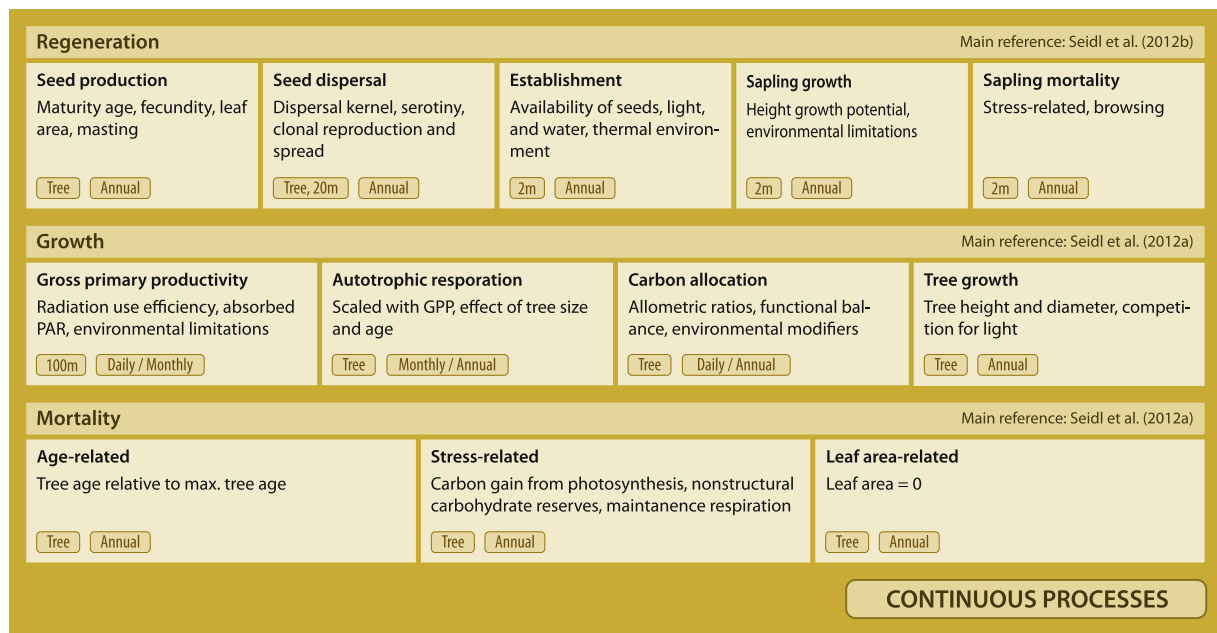 Regeneration
Main reference: Seidl et al. (2012b)
Seed production
Maturity age, fecundity, leaf
area, masting
Tree
Annual
Seed dispersal
Dispersal kernel, serotiny,
clonal reproduction and
spread
Tree, 20m
Annual
Establishment
Availability of seeds, light,
and water, thermal environ-
ment
2m
Annual
Sapling growth
Height growth potential,
environmental limitations
2m
Annual
Sapling mortality
Stress-related, browsing
2m
Annual
Growth
Main reference: Seidl et al. (2012a)
Gross primary productivity
Radiation use efficiency, absorbed
PAR, environmental limitations
100m
Daily / Monthly
Autotrophic resporation
Scaled with GPP, effect of tree size
and age
Tree
Monthly / Annual
Carbon allocation
Allometric ratios, functional bal-
ance, environmental modifiers
Tree
Daily / Annual
Tree growth
Tree height and diameter, competi-
tion for light
Tree
Annual
Mortality
Main reference: Seidl et al. (2012a)
Age-related
Tree age relative to max. tree age
Tree
Annual
Stress-related
Carbon gain from photosynthesis, nonstructural
carbohydrate reserves, maintanence respiration
Tree
Annual
Leaf area-related
Leaf area = 0
Tree
Annual
CONTINUOUS PROCESSES